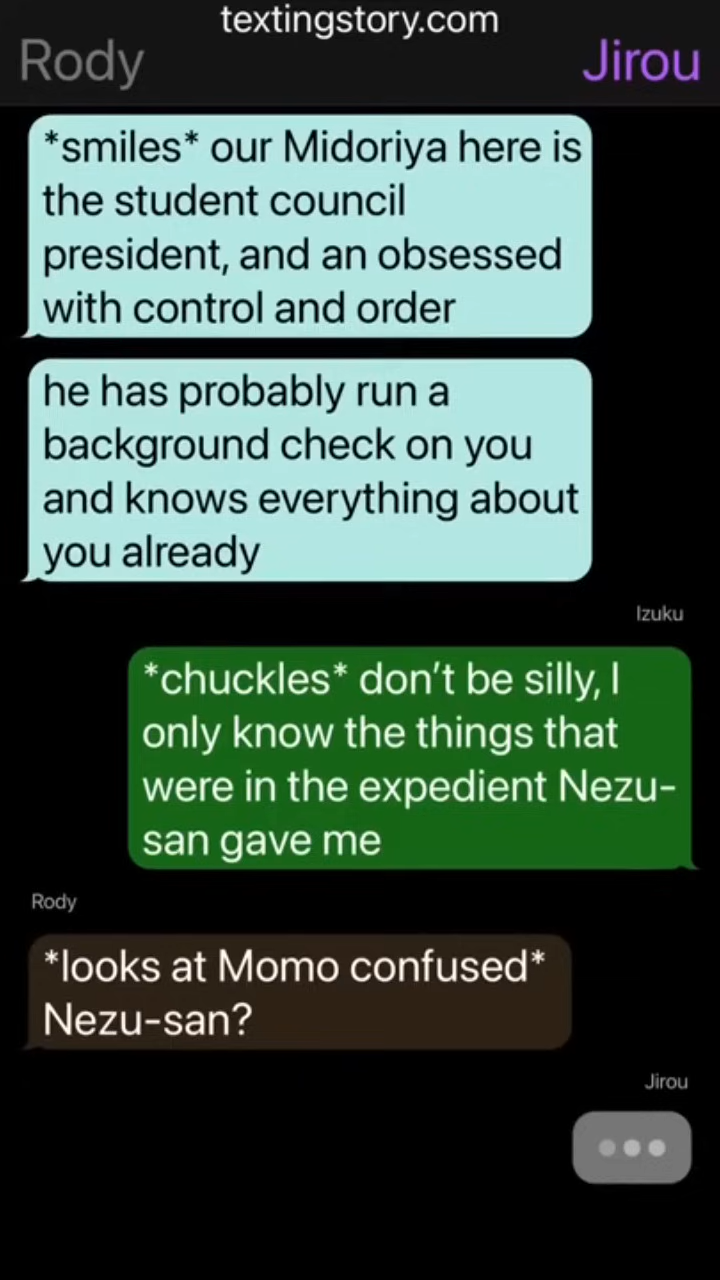 textingstory.com
Rody
Jirou
*smiles* our Midoriya here is
the student council
president, and an obsessed
with control and order
he has probably run a
background check on you
and knows everything about
you already
Izuku
*chuckles* don’t be silly, I
only know the things that
were in the expedient Nezu-
san gave me
Rody
*looks at Momo confused*
Nezu-san?
Jirou